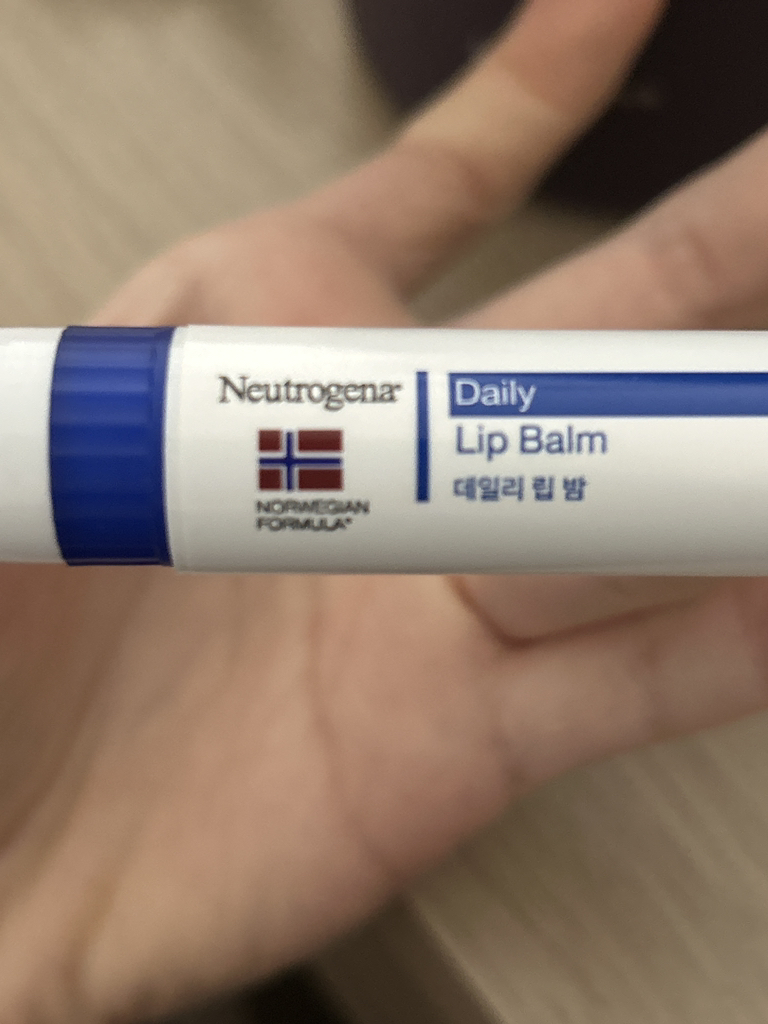 Neutrogena®
NORWEGIAN
FORMULA*
Daily
Lip Balm
데일리 립 밤